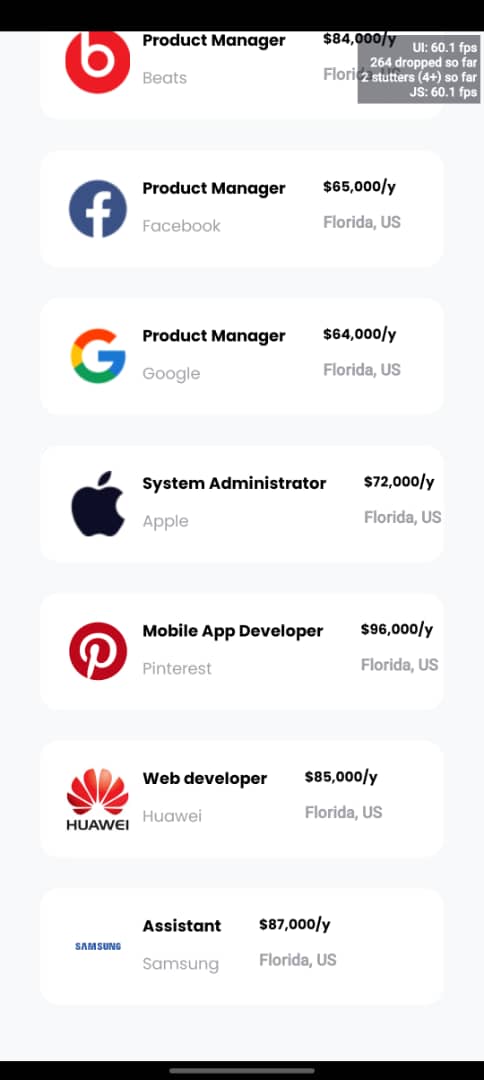 Product Manager
$84,000/y
Beats
UI: 60.1 fps
264 dropped so far
2 stutters (4+) so far
JS: 60.1 fps
Product Manager
$65,000/y
Facebook
Florida, US
Product Manager
$64,000/y
Google
Florida, US
System Administrator
$72,000/y
Apple
Florida, US
Mobile App Developer
$96,000/y
Pinterest
Florida, US
Web developer
$85,000/y
HUAWEI
Huawei
Florida, US
Assistant
$87,000/y
SAMSUNG
Samsung
Florida, US